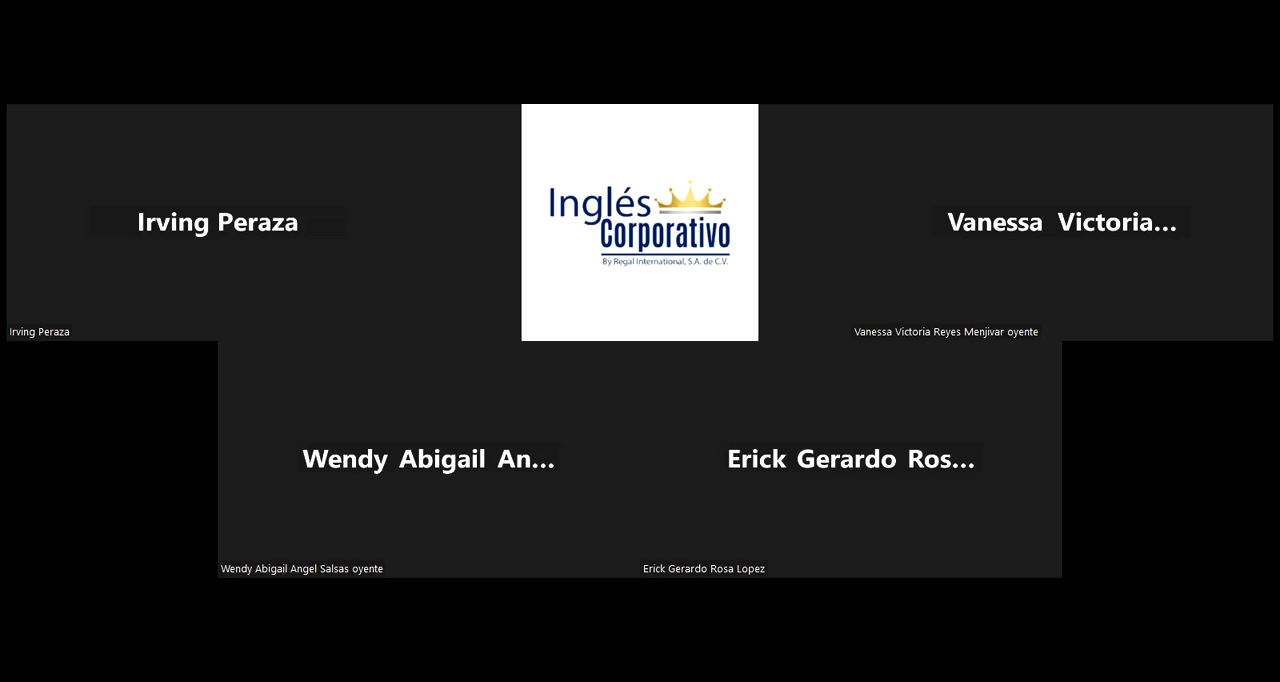 Irving Peraza
Irving Peraza
Inglés
Corporativo
By Regal International, S.A. de C.V.
Vanessa Victoria...
Vanessa Victoria Reyes Menjivar oyente
Wendy Abigail An...
Wendy Abigail Angel Salsas oyente
Erick Gerardo Ros...
Erick Gerardo Rosa Lopez